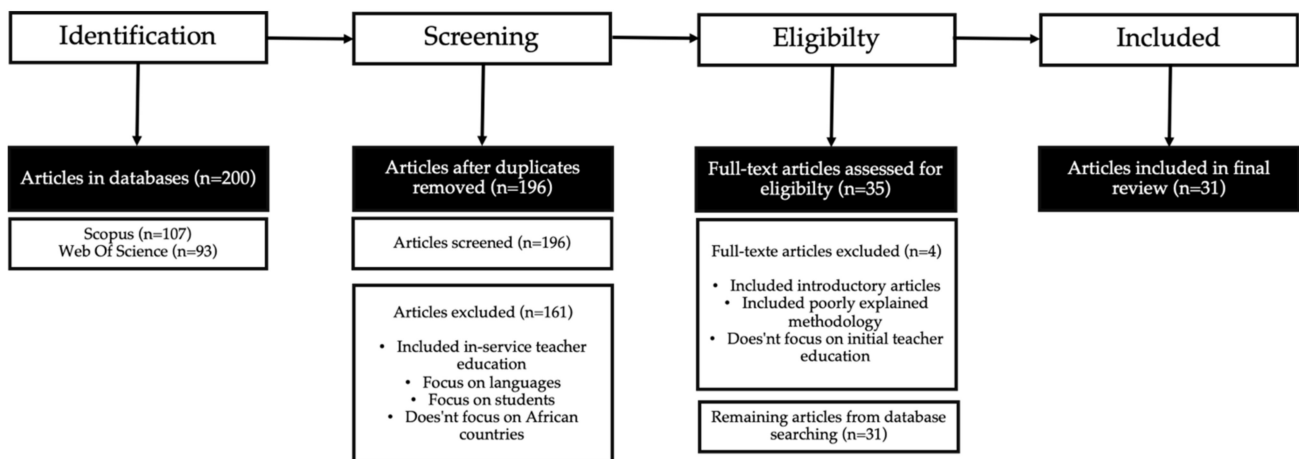 Identification
Screening
Eligibilty
Included
Articles in databases (n=200)
Scopus (n=107)
Web Of Science (n=93)
Articles after duplicates
removed (n=196)
Articles screened (n=196)
Articles excluded (n=161)
• Included in-service teacher
education
• Focus on languages
• Focus on students
• Does'nt focus on African
countries
Full-text articles assessed for
eligibilty (n=35)
Full-texte articles excluded (n=4)
• Included introductory articles
• Included poorly explained
methodology
• Does'nt focus on initial teacher
education
Remaining articles from database
searching (n=31)
Articles included in final
review (n=31)